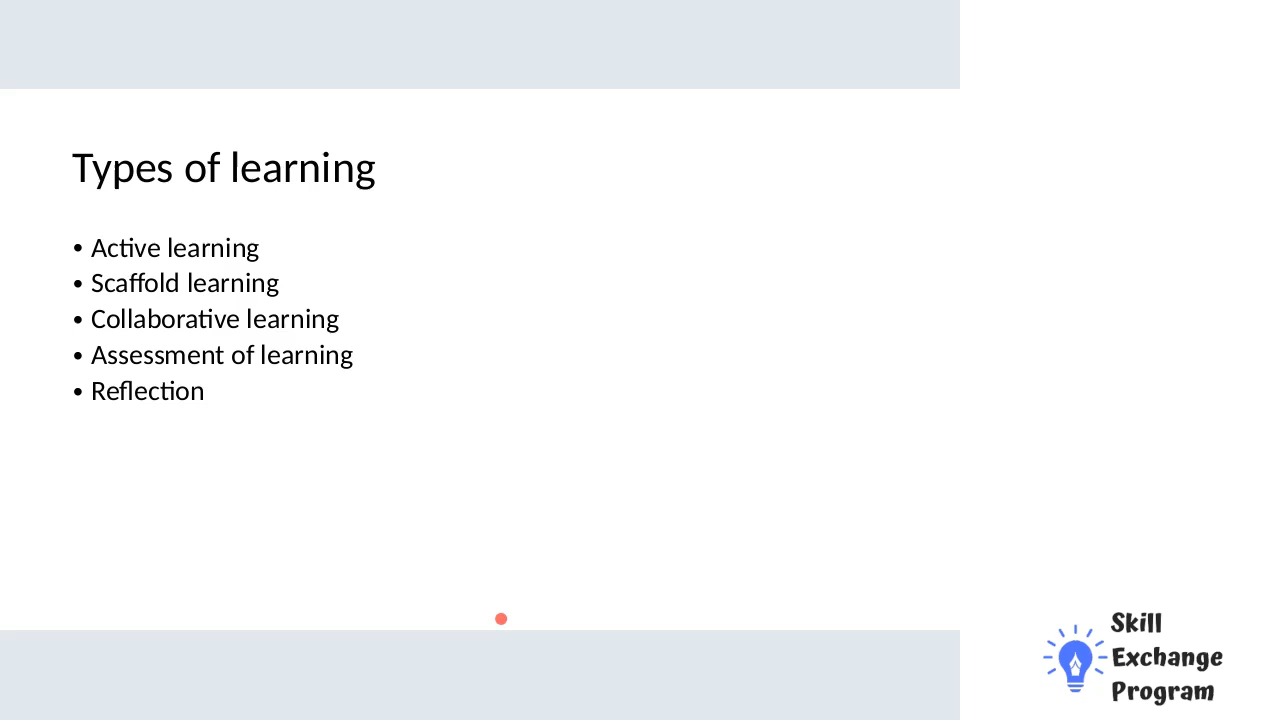 Types of learning
• Active learning
• Scaffold learning
• Collaborative learning
• Assessment of learning
• Reflection
Skill
Exchange
Program